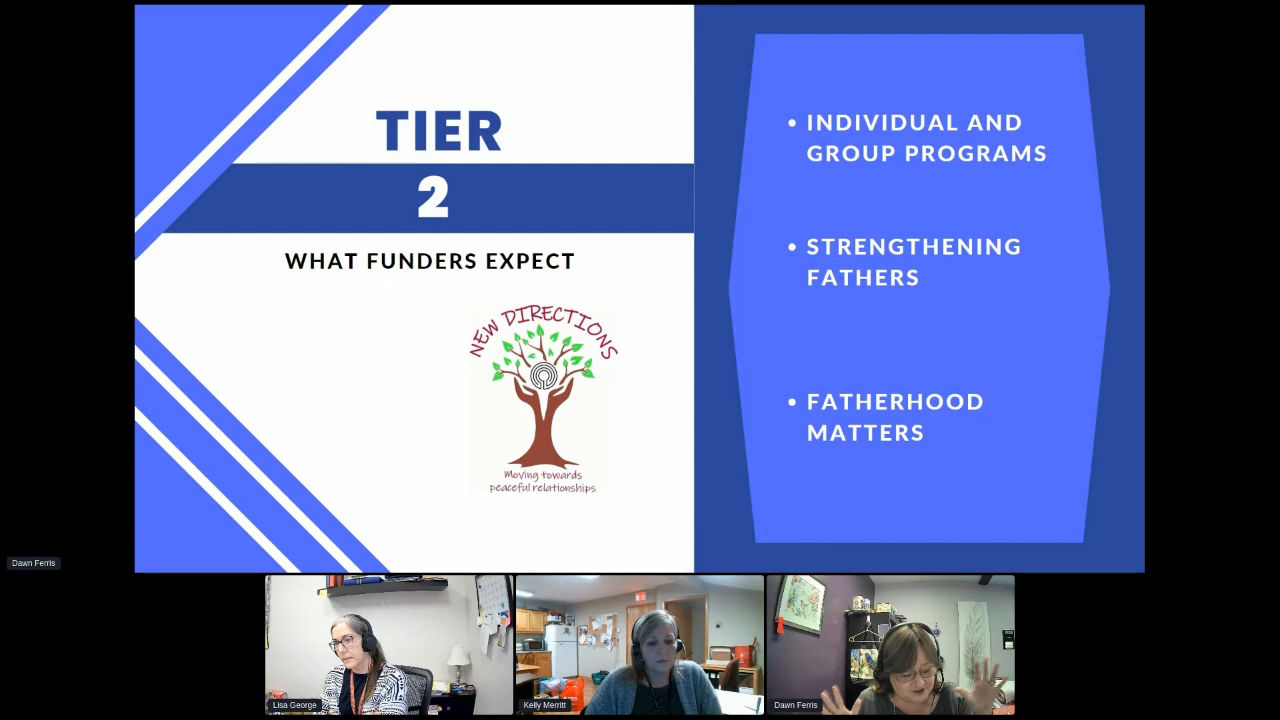 TIER
2
WHAT FUNDERS EXPECT
NEW DIRECTIONS
Moving towards
peaceful relationships
• INDIVIDUAL AND
GROUP PROGRAMS
• STRENGTHENING
FATHERS
• FATHERHOOD
MATTERS
Dawn Ferris
Lisa George
Kelly Merritt
Dawn Ferris